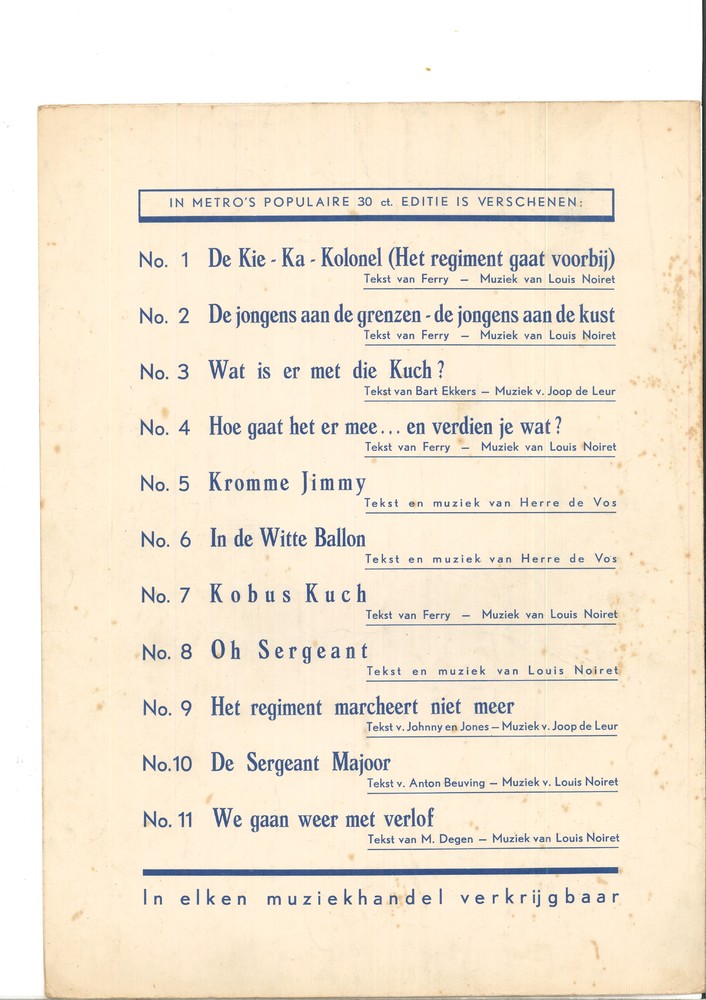 IN METRO'S POPULAIRE 30 ct. EDITIE IS VERSCHENEN:
No. 1 De Kie - Ka - Kolonel (Het regiment gaat voorbij)
Tekst van Ferry — Muziek van Louis Noiret
No. 2 De jongens aan de grenzen - de jongens aan de kust
Tekst van Ferry — Muziek van Louis Noiret
No. 3 Wat is er met die Kuch?
Tekst van Bart Ekkers — Muziek v. Joop de Leur
No. 4 Hoe gaat het er mee... en verdien je wat?
Tekst van Ferry — Muziek van Louis Noiret
No. 5 Kromme Jimmy
Tekst en muziek van Herre de Vos
No. 6 In de Witte Ballon
Tekst en muziek van Herre de Vos
No. 7 Kobus Kuch
Tekst van Ferry — Muziek van Louis Noiret
No. 8 Oh Sergeant
Tekst en muziek van Louis Noiret
No. 9 Het regiment marcheert niet meer
Tekst v. Johnny en Jones — Muziek v. Joop de Leur
No. 10 De Sergeant Majoor
Tekst v. Anton Beuving — Muziek v. Louis Noiret
No. 11 We gaan weer met verlof
Tekst van M. Degen — Muziek van Louis Noiret
In elken muziekhandel verkrijgbaar